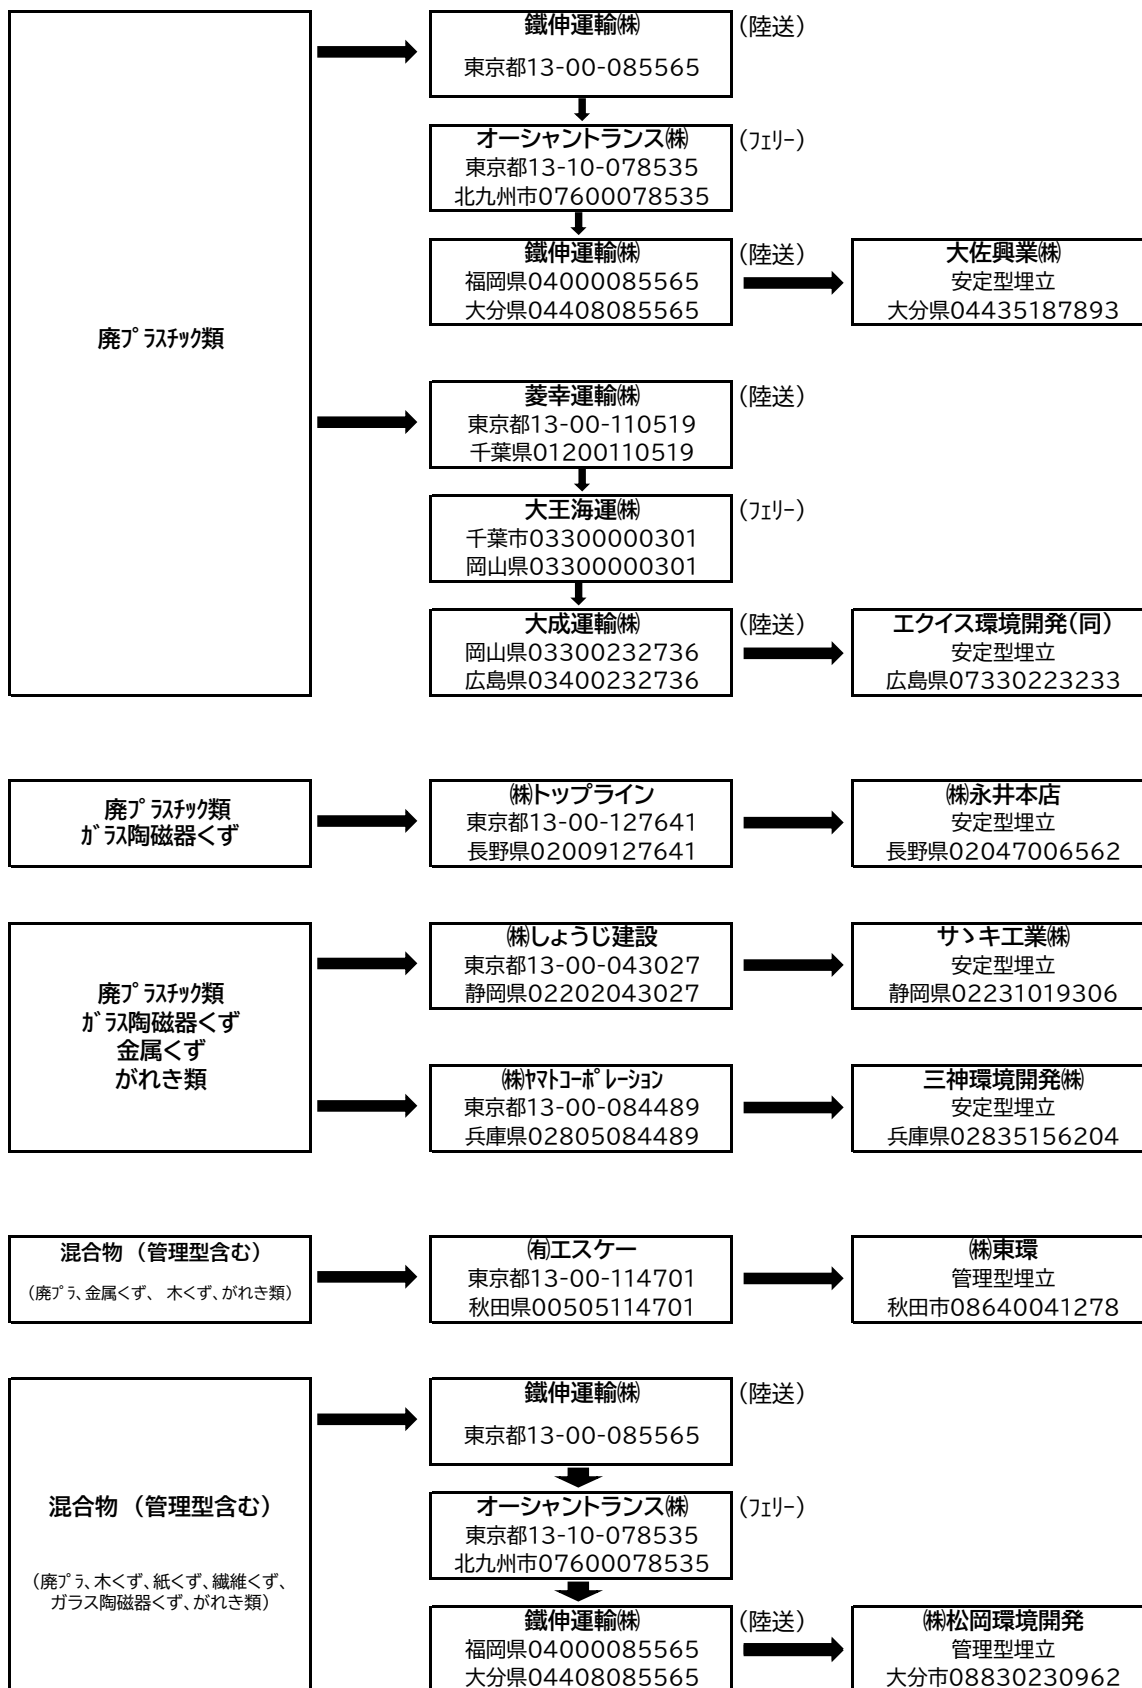 廃プラスチック類
鐵伸運輸㈱
(陸送)
東京都13-00-085565
オーシャントランス㈱
(フェリー)
東京都13-10-078535
北九州市07600078535
鐵伸運輸㈱
(陸送)
福岡県04000085565
大分県04408085565
大佐興業㈱
安定型埋立
大分県04435187893
菱幸運輸㈱
(陸送)
東京都13-00-110519
千葉県01200110519
大王海運㈱
(フェリー)
千葉市03300000301
岡山県03300000301
大成運輸㈱
(陸送)
岡山県03300232736
広島県03400232736
エクイス環境開発(同)
安定型埋立
広島県07330223233
廃プラスチック類
ガラス陶磁器くず
㈱トップライン
東京都13-00-127641
長野県02009127641
㈱永井本店
安定型埋立
長野県02047006562
廃プラスチック類
ガラス陶磁器くず
金属くず
がれき類
㈱しょうじ建設
東京都13-00-043027
静岡県02202043027
サゝキ工業㈱
安定型埋立
静岡県02231019306
㈱ヤマトコーポレーション
東京都13-00-084489
兵庫県02805084489
三神環境開発㈱
安定型埋立
兵庫県02835156204
混合物 (管理型含む)
(廃プラ、金属くず、 木くず、がれき類)
㈲エスケー
東京都13-00-114701
秋田県00505114701
㈱東環
管理型埋立
秋田市08640041278
混合物 (管理型含む)
(廃プラ、木くず、紙くず、繊維くず、
ガラス陶磁器くず、がれき類)
鐵伸運輸㈱
(陸送)
東京都13-00-085565
オーシャントランス㈱
(フェリー)
東京都13-10-078535
北九州市07600078535
鐵伸運輸㈱
(陸送)
福岡県04000085565
大分県04408085565
㈱松岡環境開発
管理型埋立
大分市08830230962